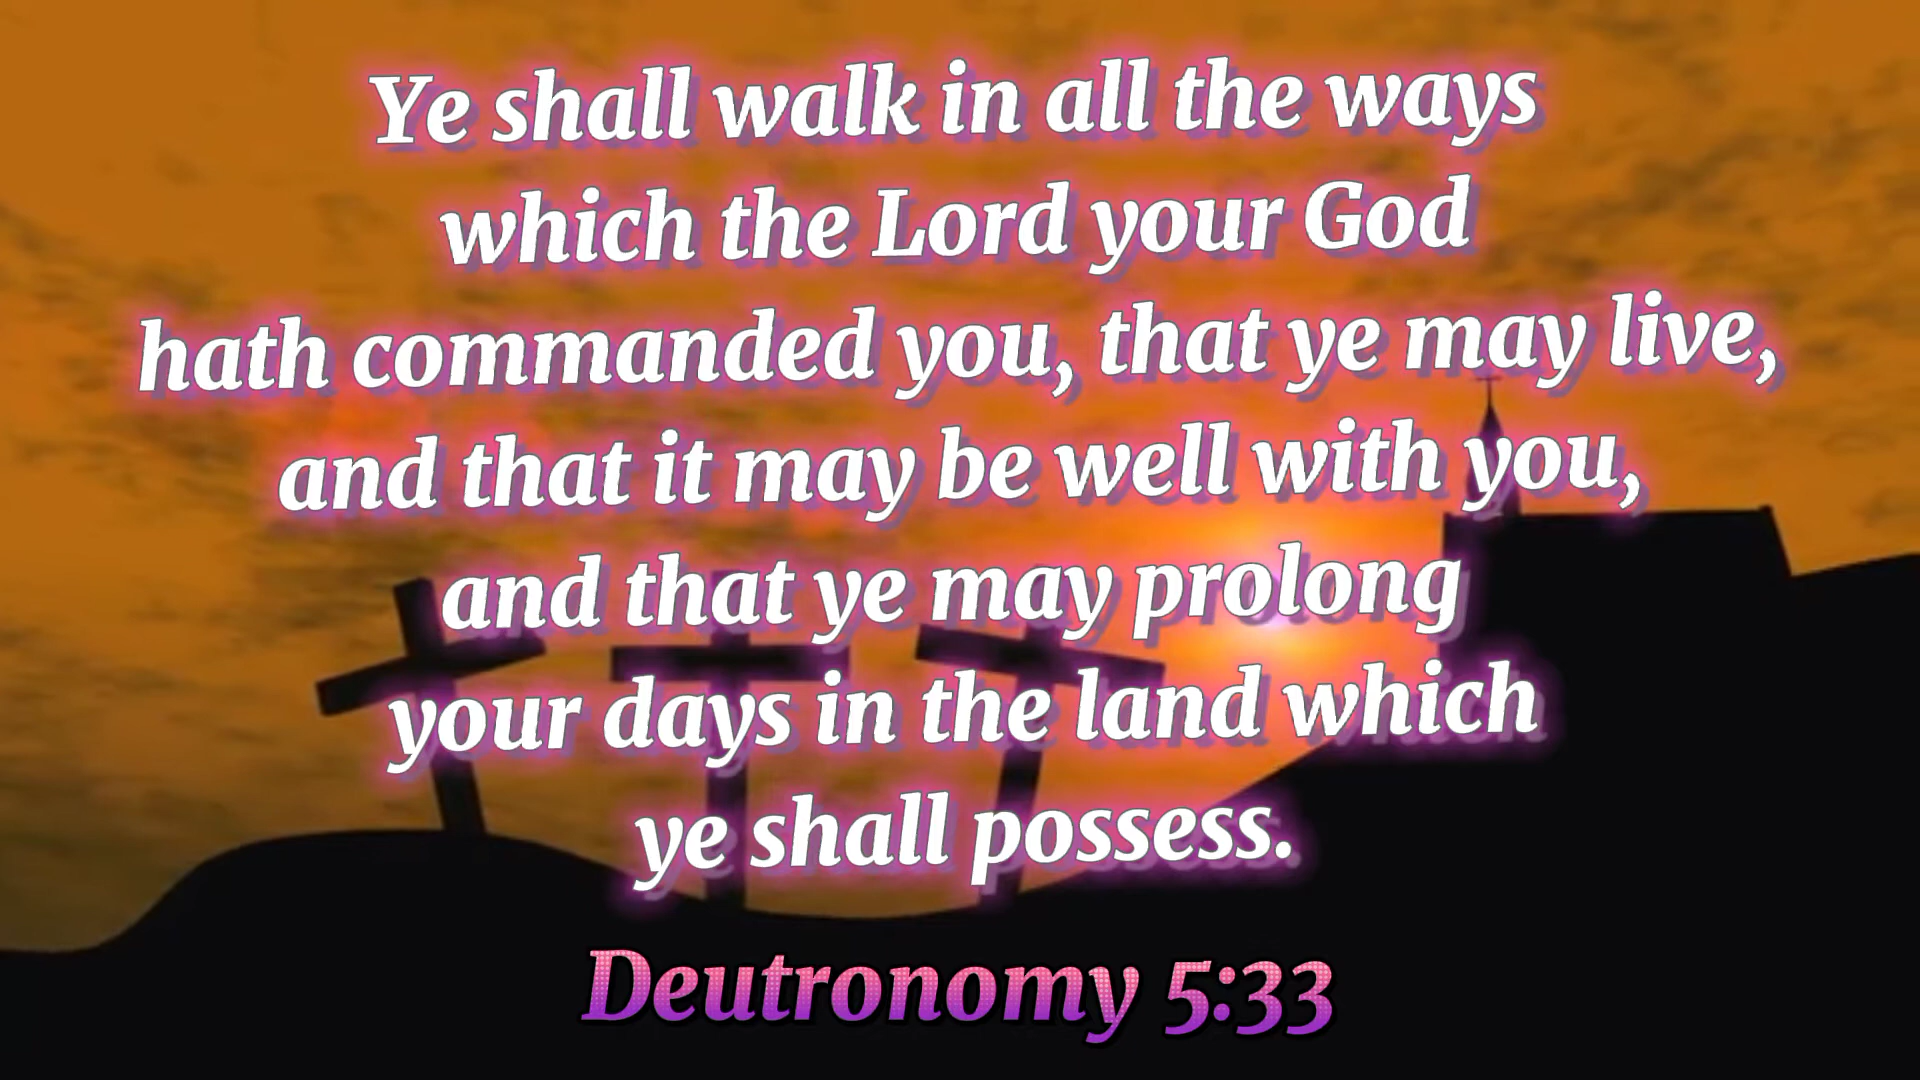 Ye shall walk in all the ways
which the Lord your God
hath commanded you, that ye may live,
and that it may be well with you,
and that ye may prolong
your days in the land which
ye shall possess.
Deutronomy 5:33